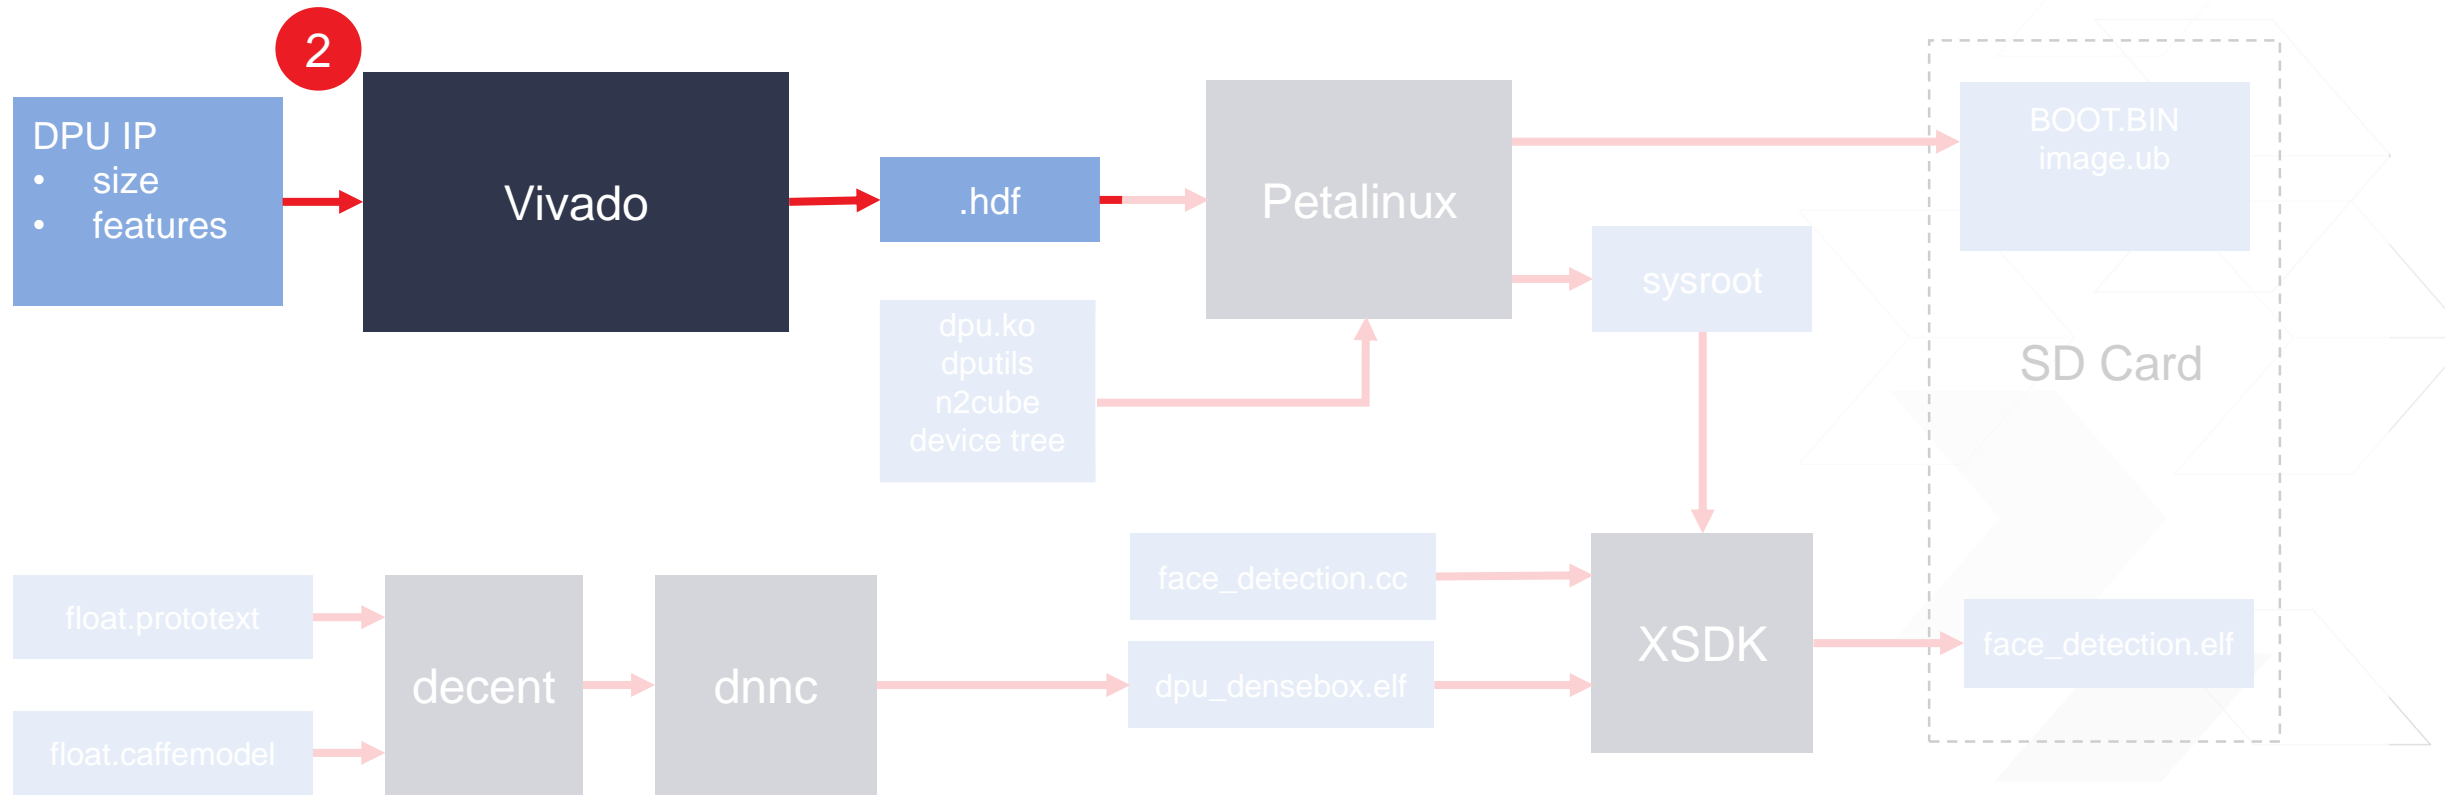 2
DPU IP
• size
• features
Vivado
.hdf
Petalinux
BOOT.BIN
image.ub
sysroot
dpu.ko
dputils
n2cube
device tree
SD Card
float.prototext
float.caffemodel
decent
dnnc
face_detection.cc
dpu_densebox.elf
XSDK
face_detection.elf